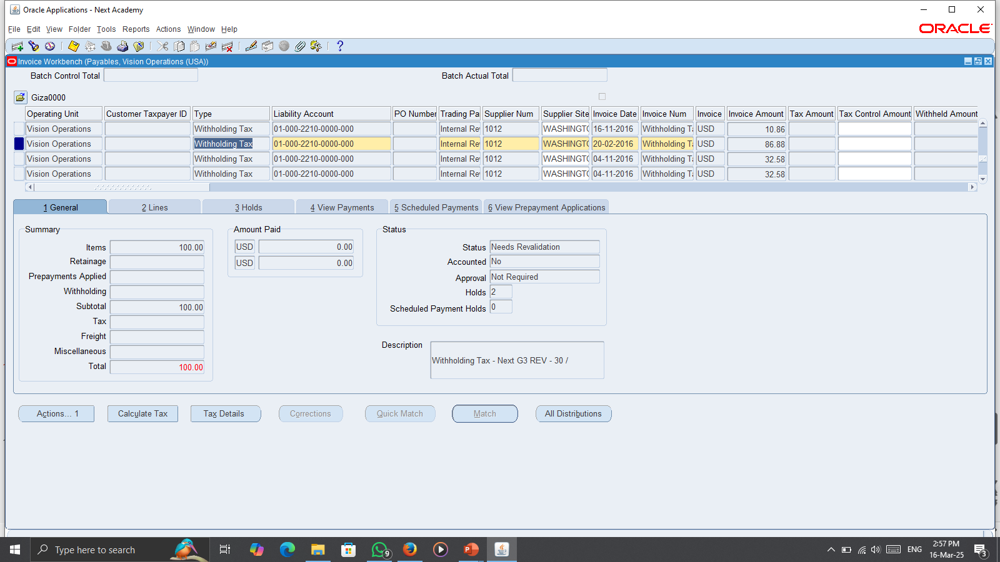 Oracle Applications - Next Academy
File Edit View Folder Tools Reports Actions Window Help
ORACLE
Invoice Workbench (Payables, Vision Operations (USA))
Batch Control Total
Batch Actual Total
Giza0000
Operating Unit Customer Taxpayer ID Type Liability Account PO Number Trading Pa Supplier Num Supplier Site Invoice Date Invoice Num Invoice Invoice Amount Tax Amount Tax Control Amount Withheld Amount
Vision Operations Withholding Tax 01-000-2210-0000-000 Internal Re 1012 WASHINGT 16-11-2016 Withholding T USD 10.86
Vision Operations Withholding Tax 01-000-2210-0000-000 Internal Re 1012 WASHINGT 20-02-2016 Withholding T USD 86.88
Vision Operations Withholding Tax 01-000-2210-0000-000 Internal Re 1012 WASHINGT 04-11-2016 Withholding T USD 32.58
Vision Operations Withholding Tax 01-000-2210-0000-000 Internal Re 1012 WASHINGT 04-11-2016 Withholding T USD 32.58
1 General 2 Lines 3 Holds 4 View Payments 5 Scheduled Payments 6 View Prepayment Applications
Summary
Items 100.00
Retainage
Prepayments Applied
Withholding
Subtotal 100.00
Tax
Freight
Miscellaneous
Total 100.00
Amount Paid
USD 0.00
USD 0.00
Status
Status Needs Revalidation
Accounted No
Approval Not Required
Holds 2
Scheduled Payment Holds 0
Description Withholding Tax - Next G3 REV - 30 /
Actions... 1 Calculate Tax Tax Details Corrections Quick Match Match All Distributions
Type here to search
9
ENG
2:57 PM
16-Mar-25
3